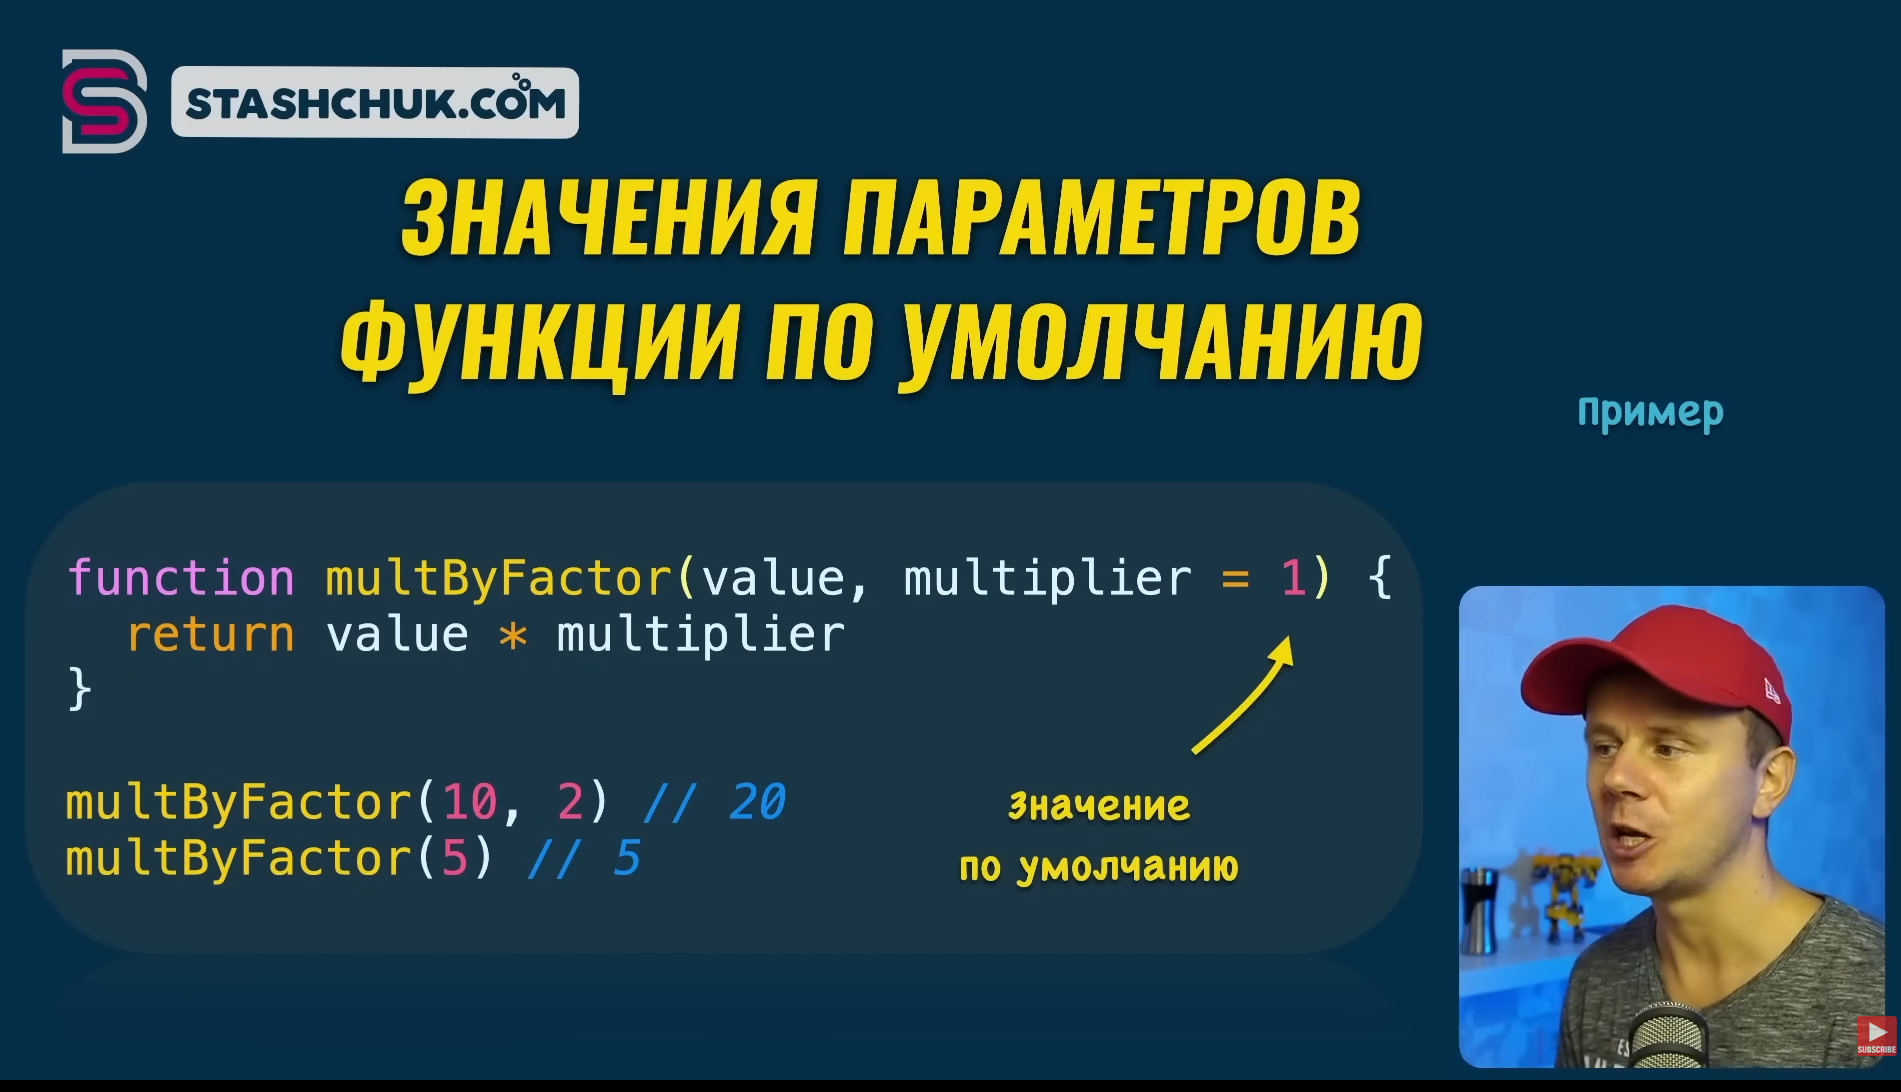 STASHCHUK.COM
ЗНАЧЕНИЯ ПАРАМЕТРОВ
ФУНКЦИИ ПО УМОЛЧАНИЮ
Пример
function multByFactor(value, multiplier = 1) {
  return value * multiplier
}
multByFactor(10, 2) // 20
multByFactor(5) // 5
Значение
по умолчанию
SUBSCRIBE